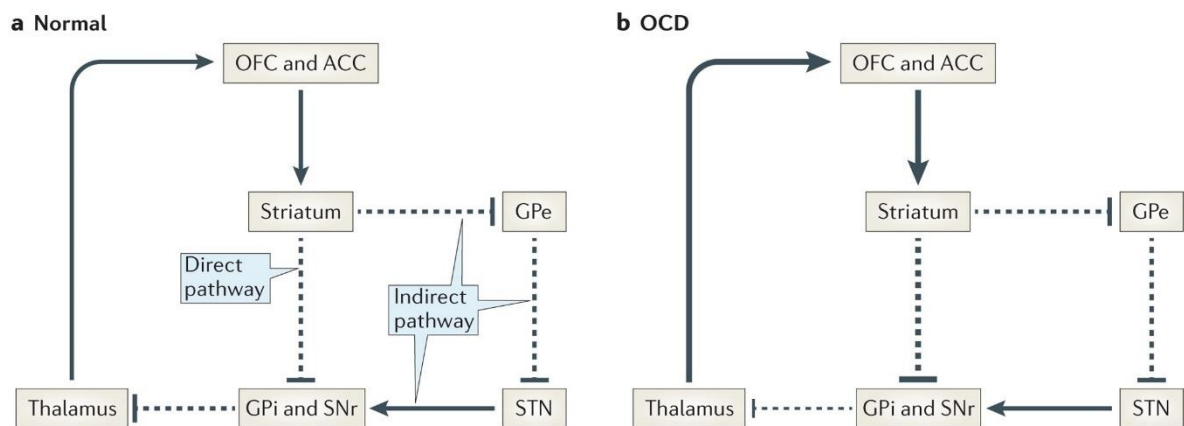 a Normal
OFC and ACC
Striatum
GPe
Direct
pathway
Indirect
pathway
Thalamus
GPi and SNr
STN
b OCD
OFC and ACC
Striatum
GPe
Thalamus
GPi and SNr
STN